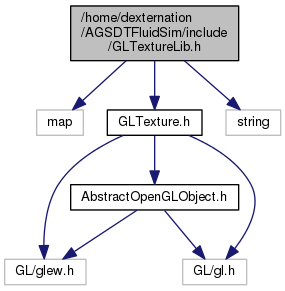 /home/dexternation
/AGSDTFluidSim/include
/GLTextureLib.h
map
GLTexture.h
string
AbstractOpenGLObject.h
GL/glew.h
GL/gl.h